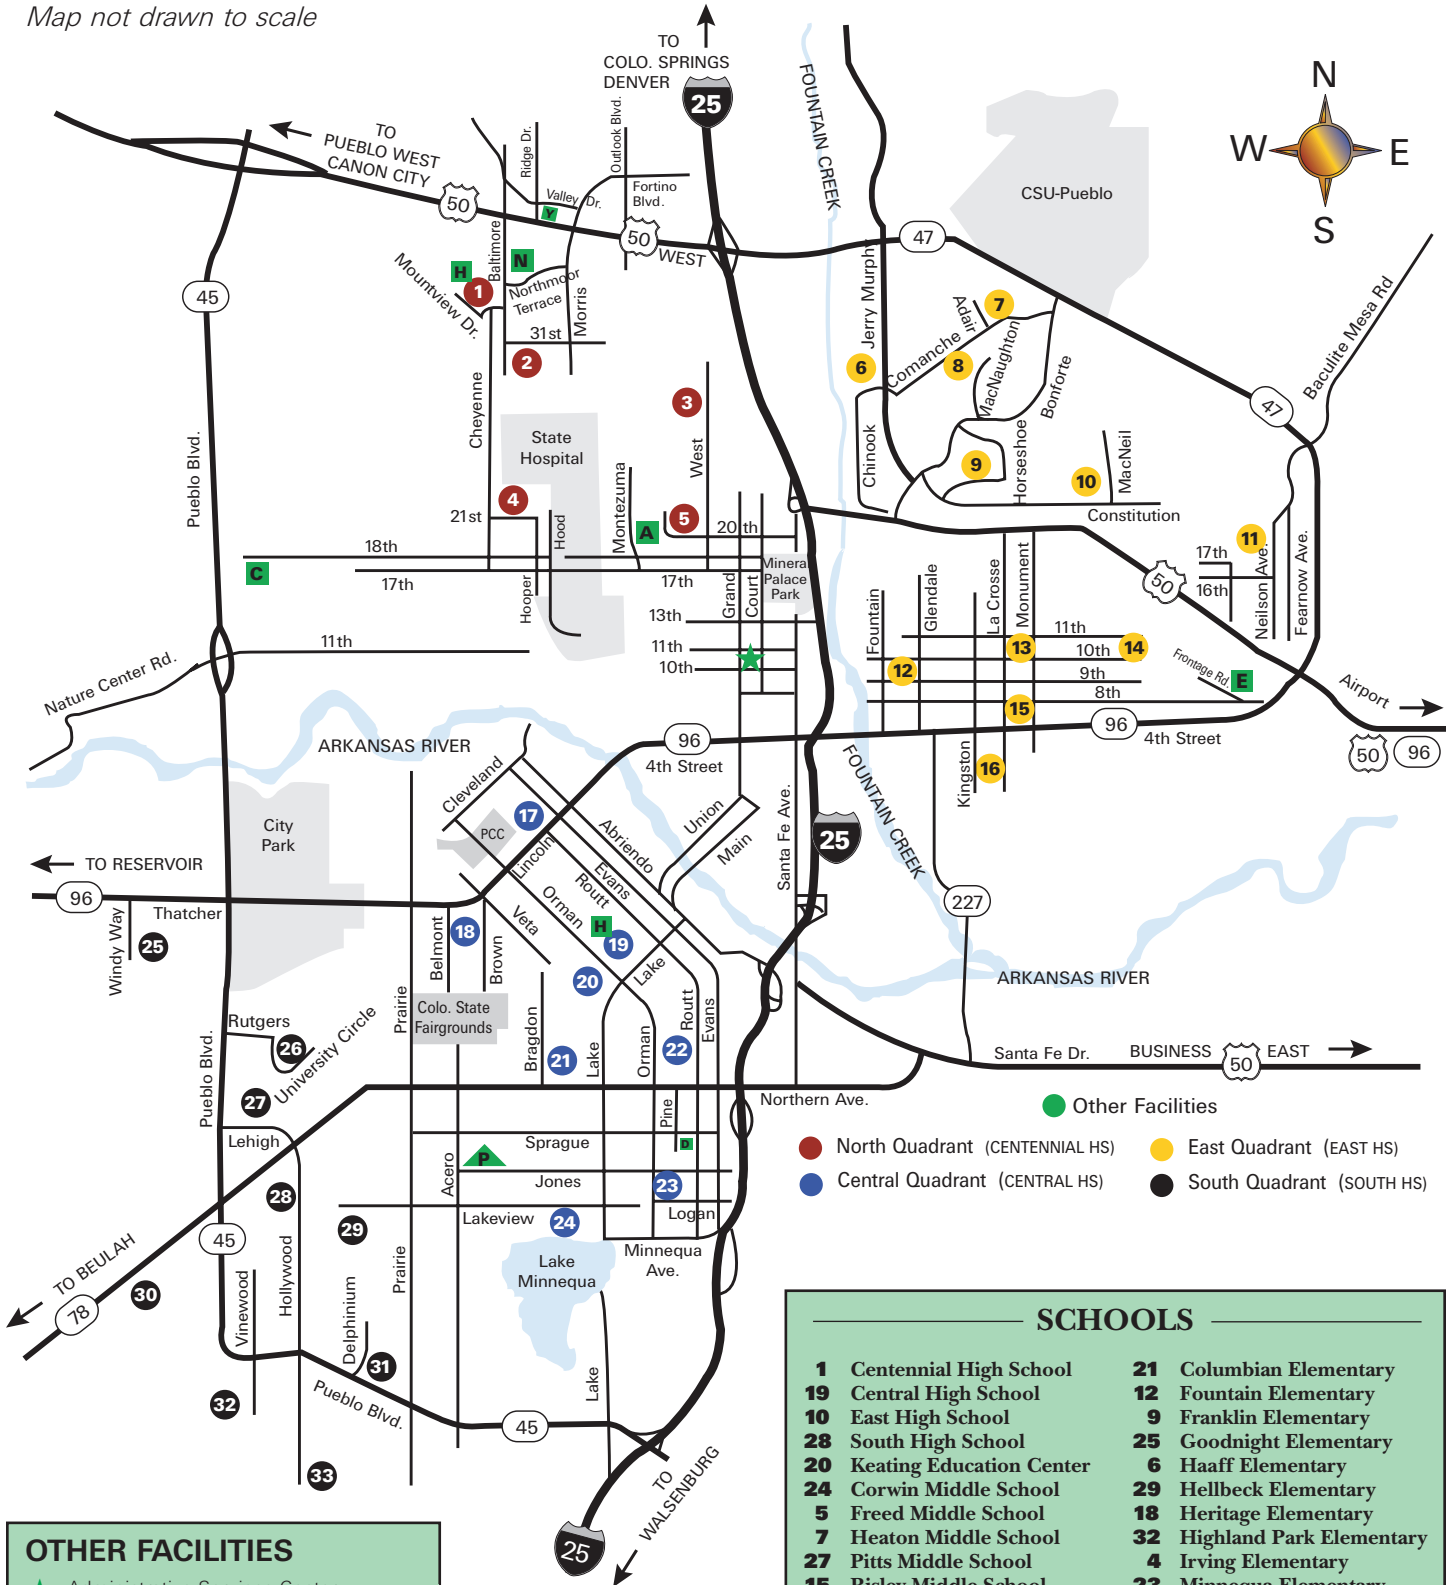 Map not drawn to scale
TO
COLO. SPRINGS
DENVER
25
N
W
E
S
FOUNTAIN CREEK
TO
PUEBLO WEST
CANON CITY
50
Ridge Dr.
Outlook Blvd.
Valley Dr.
Fortino
Blvd.
Y
50
WEST
47
CSU-Pueblo
45
Baltimore
H
N
1
Mountview Dr.
Northmoor
Terrace
Morris
31st
2
Jerry Murphy
Adair
7
Comanche
6
8
MacNaughton
Bonforte
Baculite Mesa Rd
47
Cheyenne
3
West
State
Hospital
Pueblo Blvd.
Chinook
9
Horseshoe
10
MacNeil
Constitution
4
21st
Hood
Montezuma
A
5
20 th
18th
C
17th
17th
Hooper
Grand
Court
Mineral
Palace
Park
50
11
17th
16th
Neilson Ave.
Fearnow Ave.
13th
11th
10th
11th
Nature Center Rd.
Fountain
Glendale
La Crosse
Monument
11th
10th
9th
8th
12
13
14
15
Frontage Rd.
E
Airport
ARKANSAS RIVER
96
4th Street
96
4th Street
50
96
Kingston
16
FOUNTAIN CREEK
Cleveland
17
PCC
Lincoln
Abriendo
Union
Main
Santa Fe Ave.
25
City
Park
TO RESERVOIR
96
Thatcher
Windy Way
25
Evans
Routt
Orman
H
19
Veta
18
Belmont
Brown
20
Lake
227
ARKANSAS RIVER
Prairie
Colo. State
Fairgrounds
Rutgers
26
University Circle
Pueblo Blvd.
27
Bragdon
21
Lake
Orman
22
Routt
Evans
Santa Fe Dr.
BUSINESS
50
EAST
Northern Ave.
Other Facilities
Lehigh
Sprague
Pine
D
North Quadrant (CENTENNIAL HS)
East Quadrant (EAST HS)
Central Quadrant (CENTRAL HS)
South Quadrant (SOUTH HS)
Acero
P
Jones
23
28
Lakeview
24
Logan
29
45
Minnequa
Ave.
Lake
Minnequa
TO BEULAH
30
78
Vinewood
Hollywood
Prairie
Delphinium
31
32
Pueblo Blvd.
Lake
45
33
TO
WALSENBURG
25
SCHOOLS
1 Centennial High School
19 Central High School
10 East High School
28 South High School
20 Keating Education Center
24 Corwin Middle School
5 Freed Middle School
7 Heaton Middle School
27 Pitts Middle School
15 Risley Middle School
21 Columbian Elementary
12 Fountain Elementary
9 Franklin Elementary
25 Goodnight Elementary
6 Haaff Elementary
29 Hellbeck Elementary
18 Heritage Elementary
32 Highland Park Elementary
4 Irving Elementary
23 Minnequa Elementary
OTHER FACILITIES